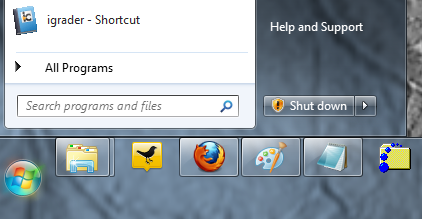 igrader - Shortcut
Help and Support
All Programs
Search programs and files
Shut down